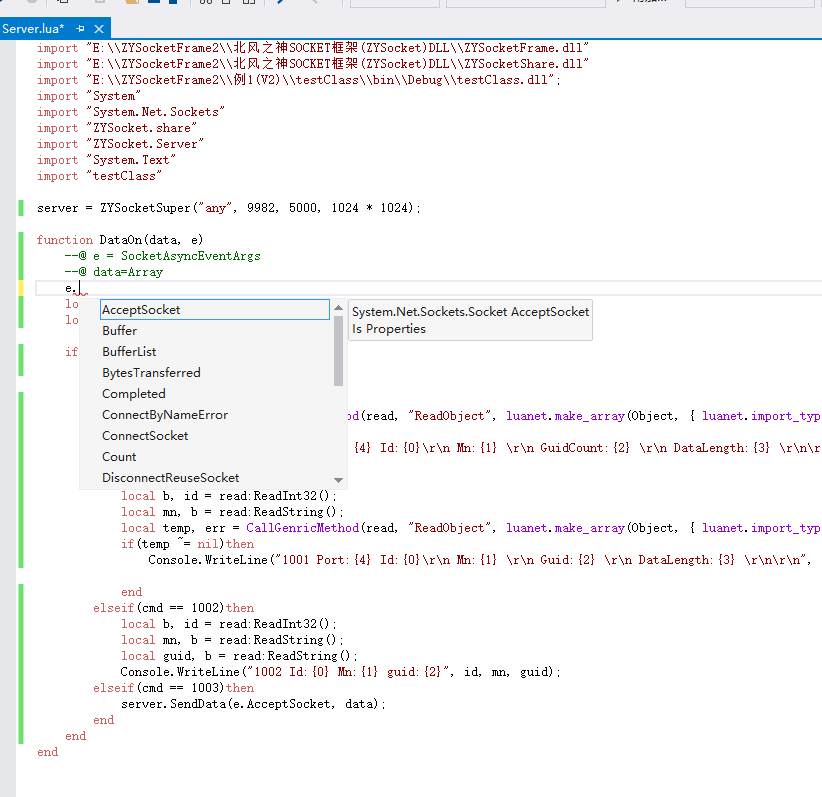 Server.lua*
import "E:\\ZYSocketFrame2\\北风之神SOCKET框架(ZYSocket)DLL\\ZYSocketFrame.dll"
import "E:\\ZYSocketFrame2\\北风之神SOCKET框架(ZYSocket)DLL\\ZYSocketShare.dll"
import "E:\\ZYSocketFrame2\\例1(V2)\\testClass\\bin\\Debug\\testClass.dll";
import "System"
import "System.Net.Sockets"
import "ZYSocket.share"
import "ZYSocket.Server"
import "System.Text"
import "testClass"
server = ZYSocketSuper("any", 9982, 5000, 1024 * 1024);
function DataOn(data, e)
--@ e = SocketAsyncEventArgs
--@ data=Array
e.
lo
AcceptSocket
System.Net.Sockets.Socket AcceptSocket
Is Properties
lo
Buffer
if
BufferList
BytesTransferred
Completed
ConnectByNameError
od(read, "ReadObject", luanet.make_array(Object, { luanet.import_typ
ConnectSocket
{4} Id:{0}\r\n Mn:{1} \r\n GuidCount:{2} \r\n DataLength:{3} \r\n\r
Count
DisconnectReuseSocket
local b, id = read:ReadInt32();
local mn, b = read:ReadString();
local temp, err = CallGenricMethod(read, "ReadObject", luanet.make_array(Object, { luanet.import_typ
if(temp ~= nil)then
Console.WriteLine("1001 Port:{4} Id:{0}\r\n Mn:{1} \r\n Guid:{2} \r\n DataLength:{3} \r\n\r\n",
end
elseif(cmd == 1002)then
local b, id = read:ReadInt32();
local mn, b = read:ReadString();
local guid, b = read:ReadString();
Console.WriteLine("1002 Id:{0} Mn:{1} guid:{2}", id, mn, guid);
elseif(cmd == 1003)then
server.SendData(e.AcceptSocket, data);
end
end
end